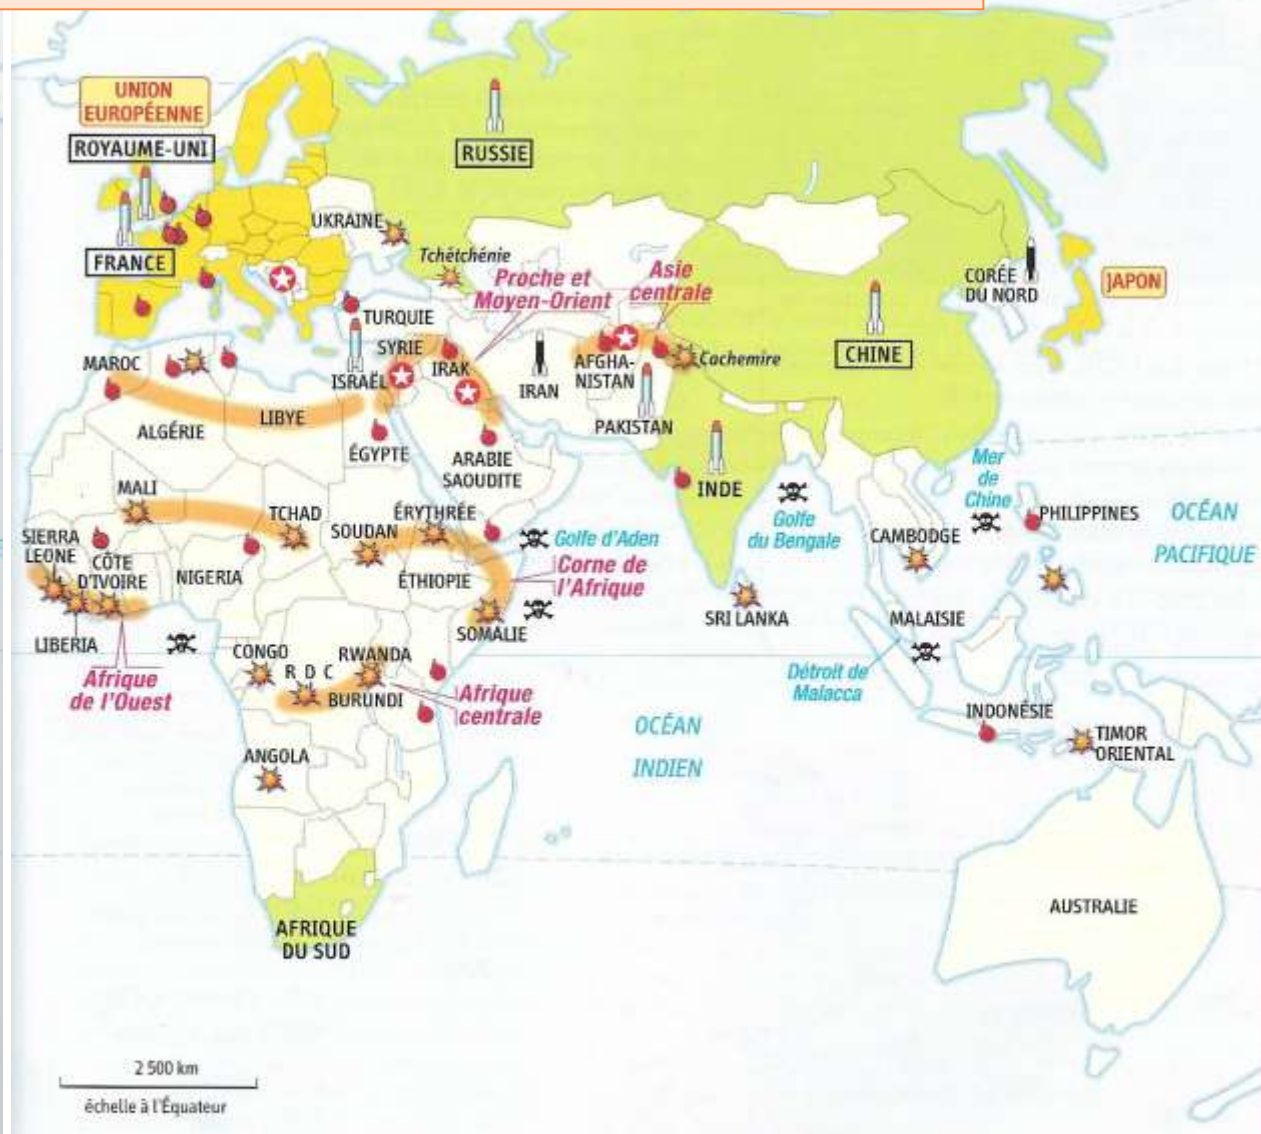 UNION
EUROPÉENNE
ROYAUME-UNI
RUSSIE
UKRAINE
Tchétchénie
FRANCE
Proche et
Moyen-Orient
Asie
centrale
CORÉE
DU NORD
JAPON
TURQUIE
SYRIE
MAROC
ISRAËL
IRAK
IRAN
AFGHA-
NISTAN
Cachemire
CHINE
LIBYE
ALGÉRIE
ÉGYPTE
ARABIE
SAOUDITE
PAKISTAN
INDE
Mer
de
Chine
MALI
TCHAD
SOUDAN
ÉRYTHRÉE
Golfe d'Aden
Golfe
du Bengale
CAMBODGE
PHILIPPINES
OCÉAN
PACIFIQUE
SIERRA
LEONE
CÔTE
D'IVOIRE
NIGERIA
ÉTHIOPIE
Corne de
l'Afrique
SRI LANKA
MALAISIE
LIBERIA
SOMALIE
CONGO
R D C
RWANDA
BURUNDI
Afrique
de l'Ouest
Afrique
centrale
Détroit de
Malacca
OCÉAN
INDIEN
INDONÉSIE
TIMOR
ORIENTAL
ANGOLA
AFRIQUE
DU SUD
AUSTRALIE
2 500 km
échelle à l'Équateur